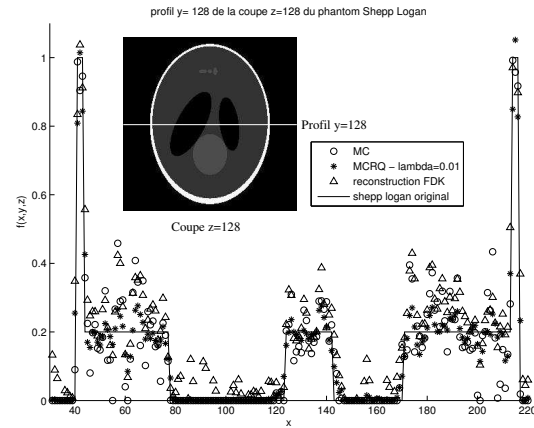 profil y= 128 de la coupe z=128 du phantom Shepp Logan
1
0.8
0.6
0.4
0.2
0
f(x,y,z)
Profil y=128
Coupe z=128
MC
MCRQ − lambda=0.01
reconstruction FDK
shepp logan original
40 60 80 100 120 140 160 180 200 220
x